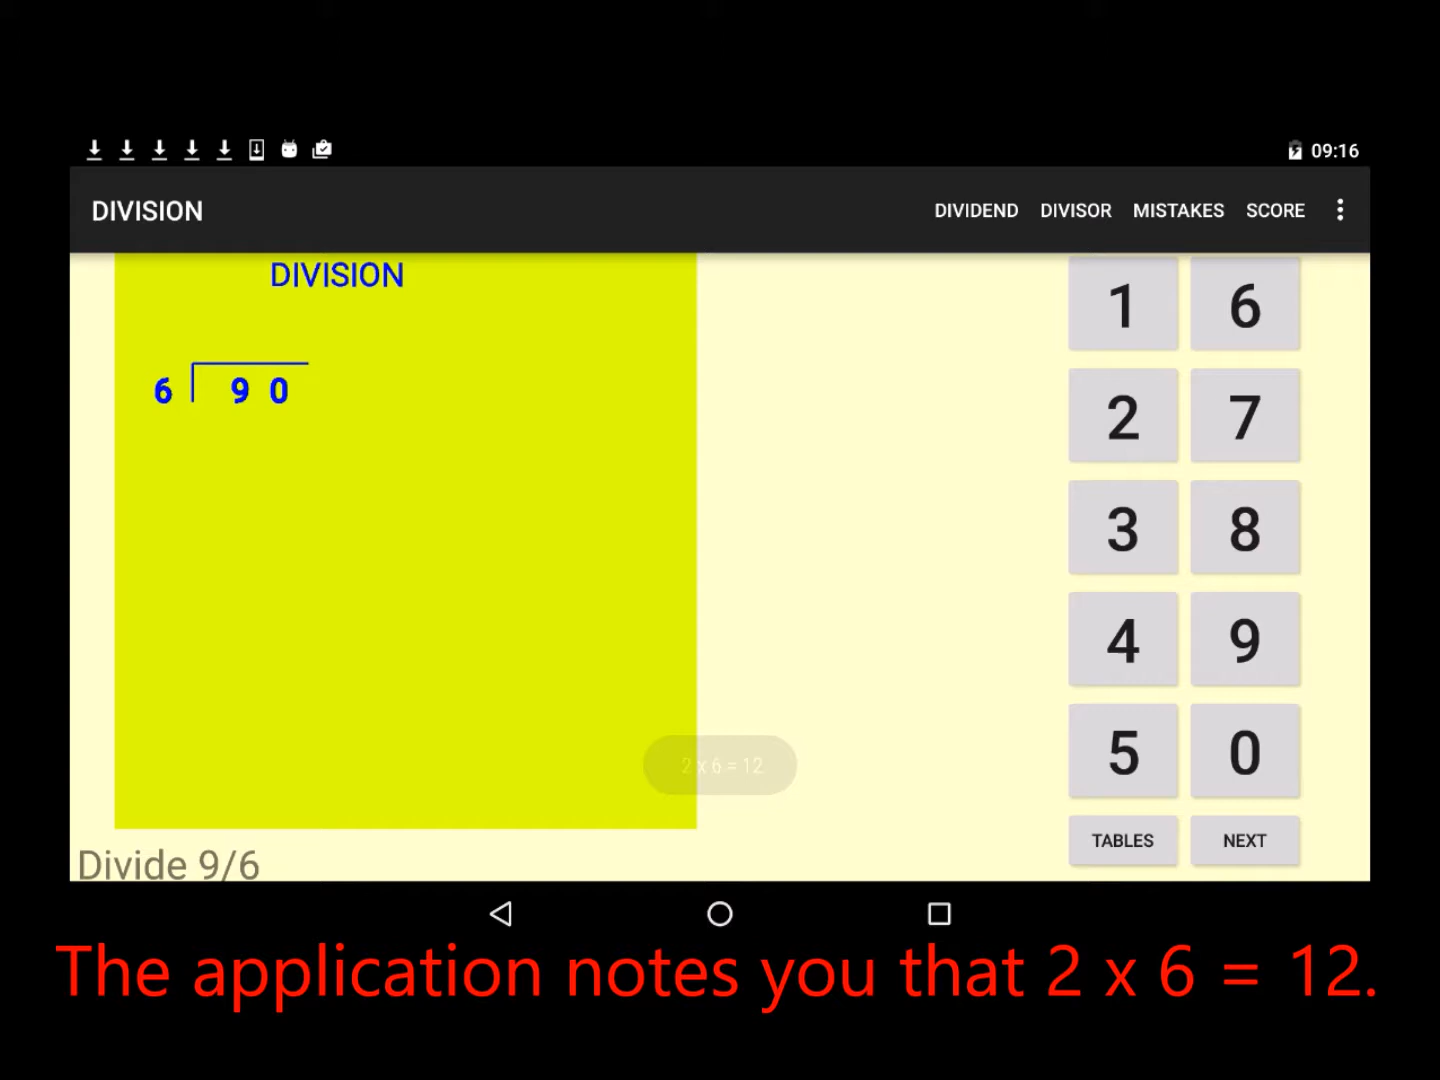 09:16
DIVISION DIVIDEND DIVISOR MISTAKES SCORE
DIVISION
6 9 0
1 6
2 7
3 8
4 9
5 0
2 x 6 = 12
TABLES NEXT
Divide 9/6
The application notes you that 2 x 6 = 12.